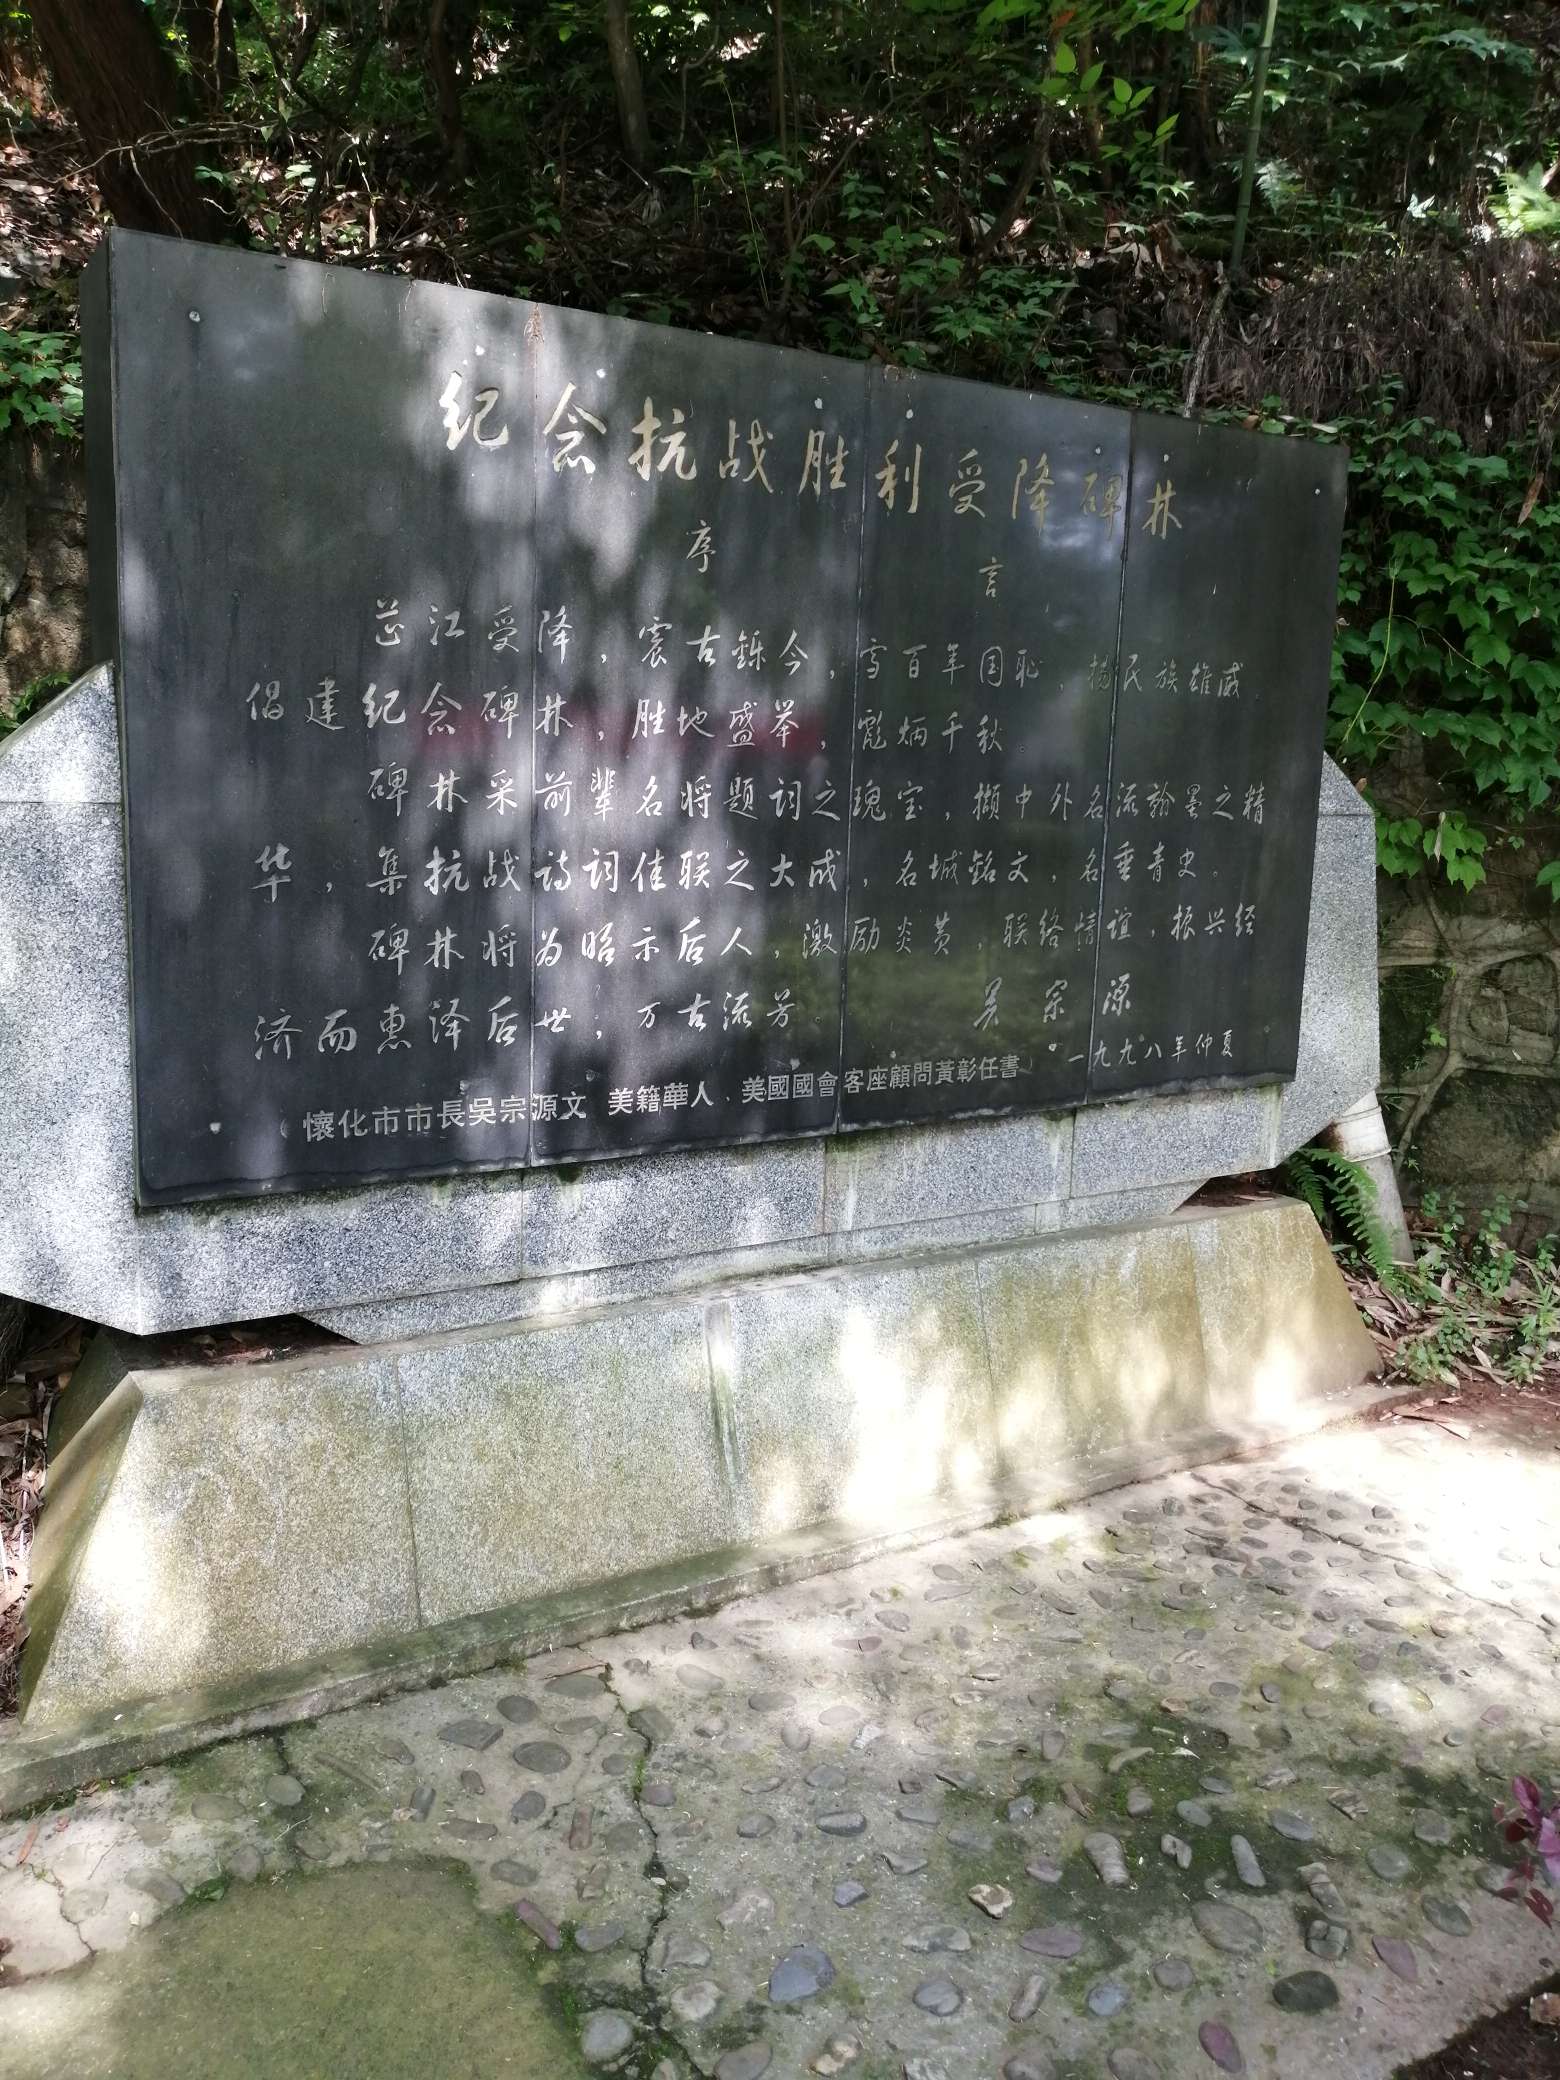 纪念抗战胜利受降碑林
序 言
芷江受降，震古鑠今，雪百年国耻，扬民族雄威。
倡建纪念碑林，胜地盛举，彪炳千秋。
碑林采前辈名将题词之瑰宝，撷中外名流翰墨之精
华，集抗战诗词佳联之大成，名城铭文，名垂青史。
碑林将为昭示后人，激励炎黄，联络情谊，振兴经
济而惠泽后世，万古流芳。 吴宗源
一九九八年仲夏
（懷化市市長吳宗源文 美籍華人、美國國會客座顧問黃彰任書